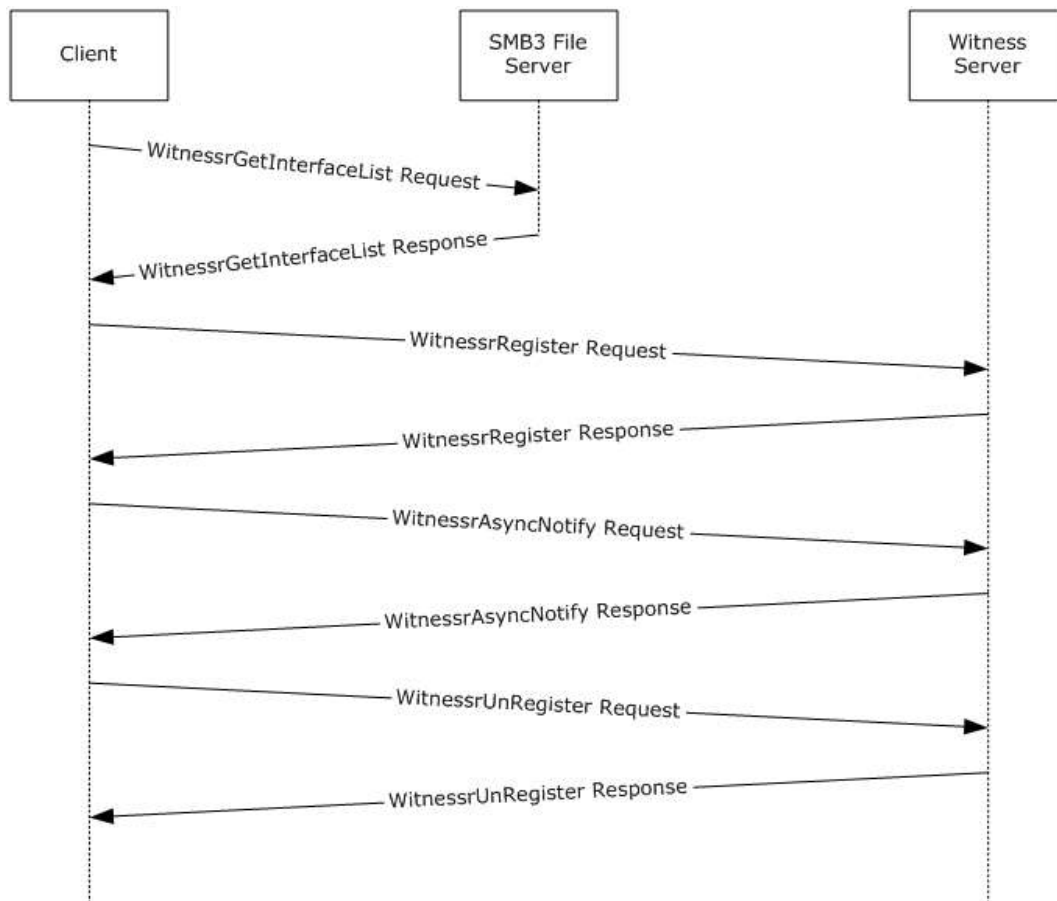 Client
SMB3 File
Server
Witness
Server
WitnessrGetInterfaceList Request
WitnessrGetInterfaceList Response
WitnessrRegister Request
WitnessrRegister Response
WitnessrAsyncNotify Request
WitnessrAsyncNotify Response
WitnessrUnRegister Request
WitnessrUnRegister Response